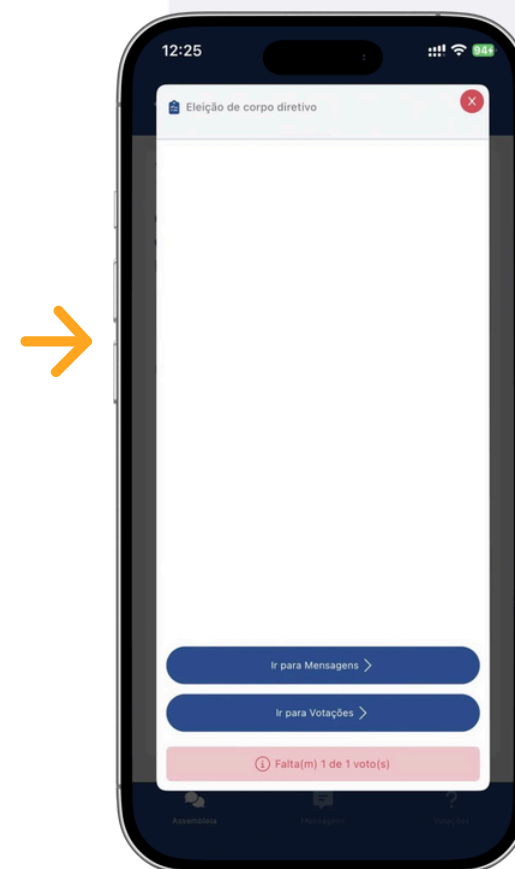 12:25
94+
Eleição de corpo diretivo
X
Ir para Mensagens
Ir para Votações
Falta(m) 1 de 1 voto(s)
Assembleia
Mensagens
?
Votações